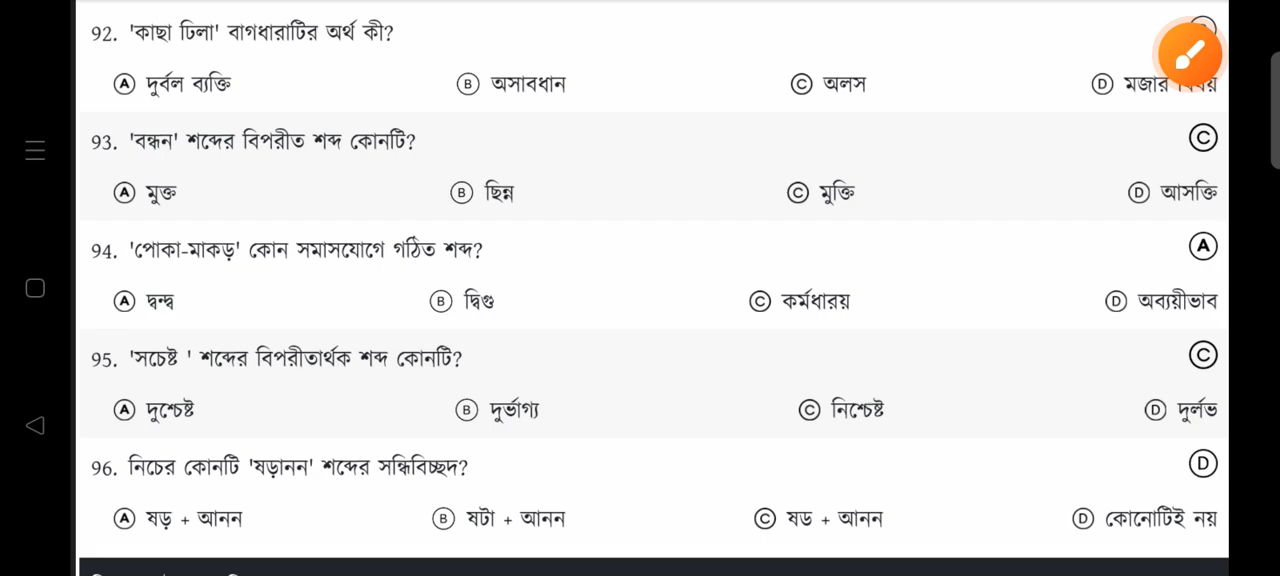 92. 'কাছা ঢিলা' বাগধারাটির অর্থ কী?
A দুর্বল ব্যক্তি B অসাবধান C অলস D মজার
93. 'বন্ধন' শব্দের বিপরীত শব্দ কোনটি? C
A মুক্ত B ছিন্ন C মুক্তি D আসক্তি
94. 'পোকা-মাকড়' কোন সমাসযোগে গঠিত শব্দ? A
A দ্বন্দ্ব B দ্বিগু C কর্মধারয় D অব্যয়ীভাব
95. 'সচেষ্ট ' শব্দের বিপরীতার্থক শব্দ কোনটি? C
A দুশ্চেষ্ট B দুর্ভাগ্য C নিশ্চেষ্ট D দুর্লভ
96. নিচের কোনটি 'ষড়ানন' শব্দের সন্ধিবিচ্ছদ? D
A ষড় + আনন B ষটা + আনন C ষড + আনন D কোনোটিই নয়